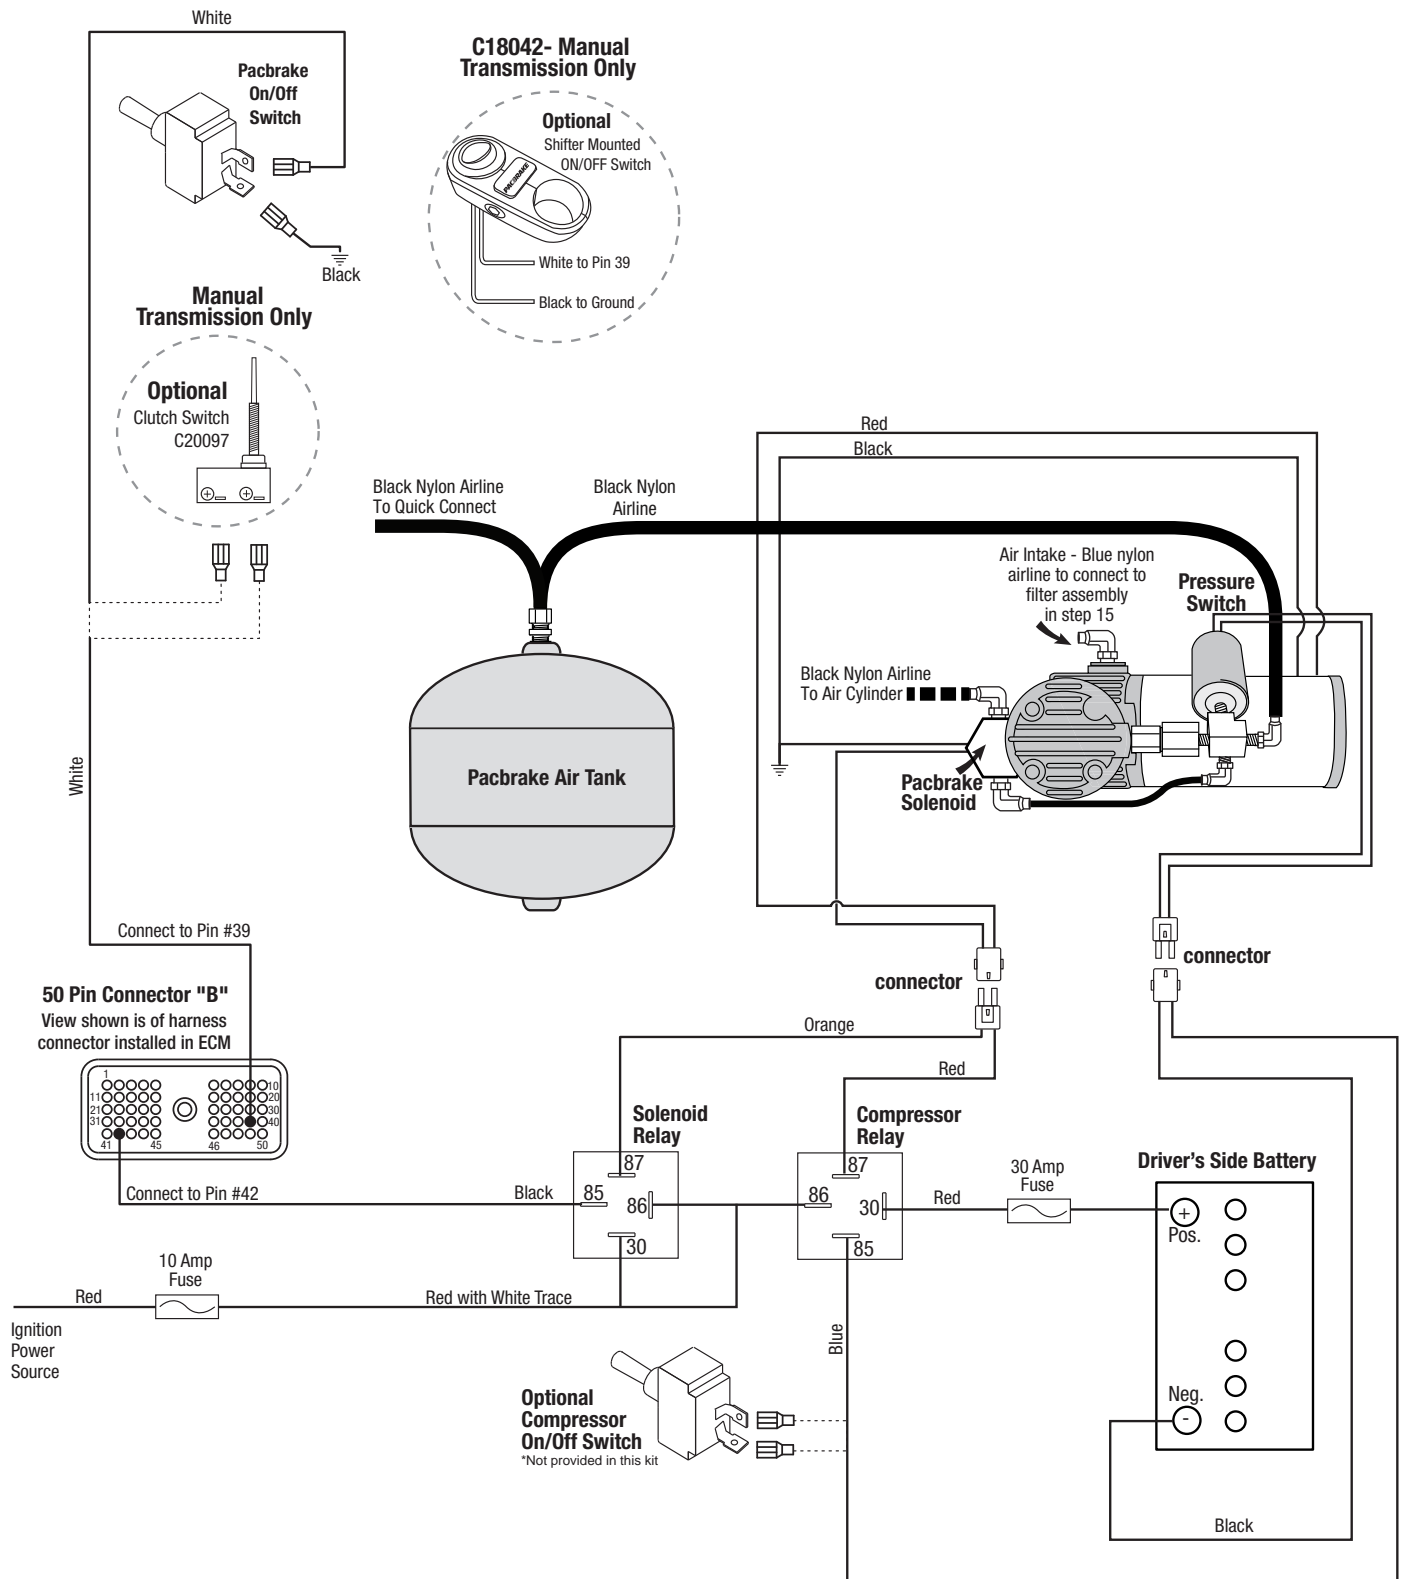 White
Pacbrake
On/Off
Switch
Black
C18042- Manual
Transmission Only
Optional
Shifter Mounted
ON/OFF Switch
PACBRAKE
White to Pin 39
Black to Ground
Manual
Transmission Only
Optional
Clutch Switch
C20097
Red
Black
Black Nylon Airline
To Quick Connect
Black Nylon
Airline
Air Intake - Blue nylon
airline to connect to
filter assembly
in step 15
Pressure
Switch
Black Nylon Airline
To Air Cylinder
Pacbrake
Solenoid
Pacbrake Air Tank
White
Connect to Pin #39
50 Pin Connector "B"
View shown is of harness
connector installed in ECM
1
10
11
20
21
30
31
40
41
45
46
50
connector
connector
Orange
Red
Solenoid
Relay
87
85
86
30
Compressor
Relay
87
86
30
85
Red
30 Amp
Fuse
Driver's Side Battery
+
Pos.
Neg.
-
Connect to Pin #42
Black
10 Amp
Fuse
Red
Red with White Trace
Ignition
Power
Source
Blue
Optional
Compressor
On/Off Switch
*Not provided in this kit
Black